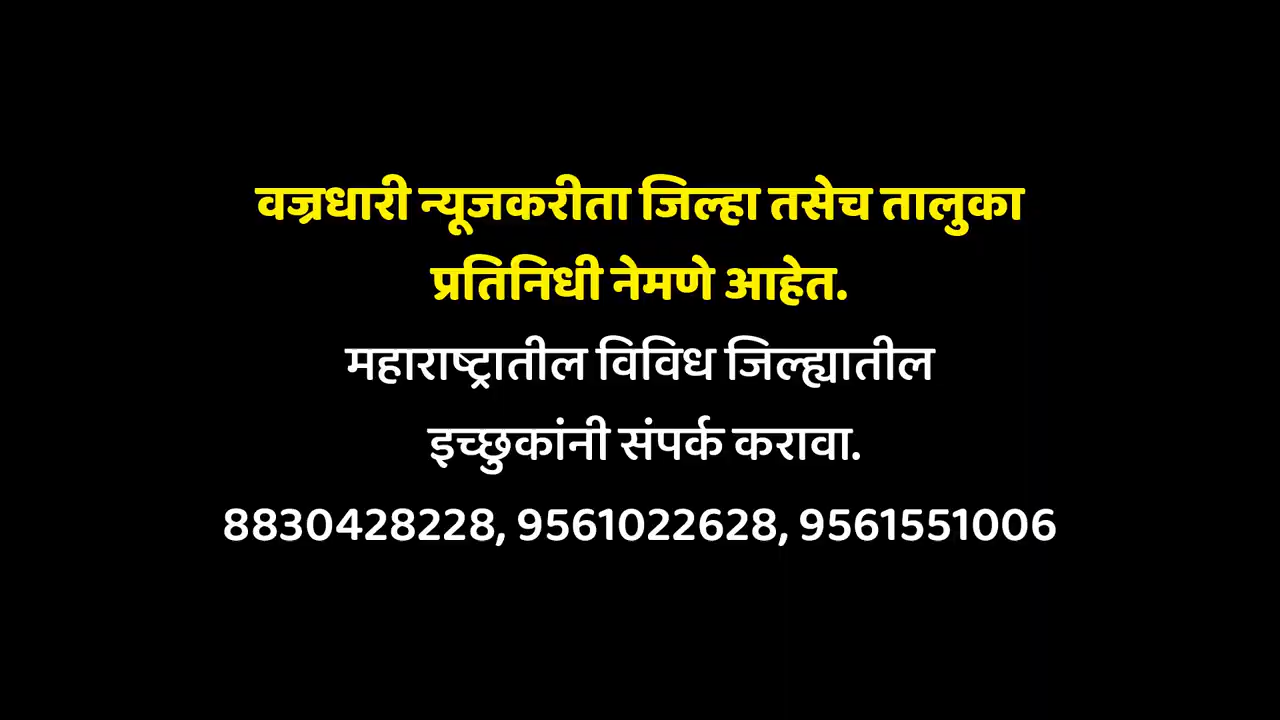 वज्रधारी न्यूजकरीता जिल्हा तसेच तालुका
प्रतिनिधी नेमणे आहेत.
महाराष्ट्रातील विविध जिल्ह्यातील
इच्छुकांनी संपर्क करावा.
8830428228, 9561022628, 9561551006